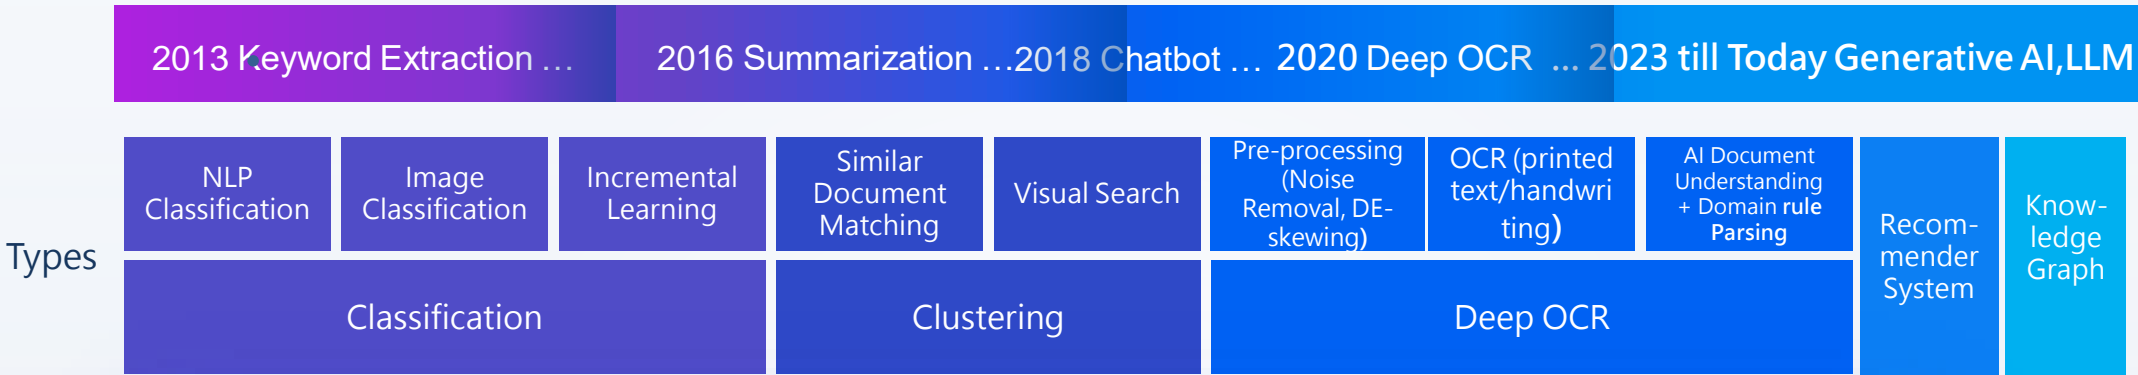 2013 Keyword Extraction …
2016 Summarization …
2018 Chatbot …
2020 Deep OCR …
2023 till Today Generative AI,LLM
Types
NLP
Classification
Image
Classification
Incremental
Learning
Similar
Document
Matching
Visual Search
Pre-processing
(Noise
Removal, DE-
skewing)
OCR (printed
text/handwri
ting)
AI Document
Understanding
+ Domain rule
Parsing
Recom-
mender
System
Know-
ledge
Graph
Classification
Clustering
Deep OCR